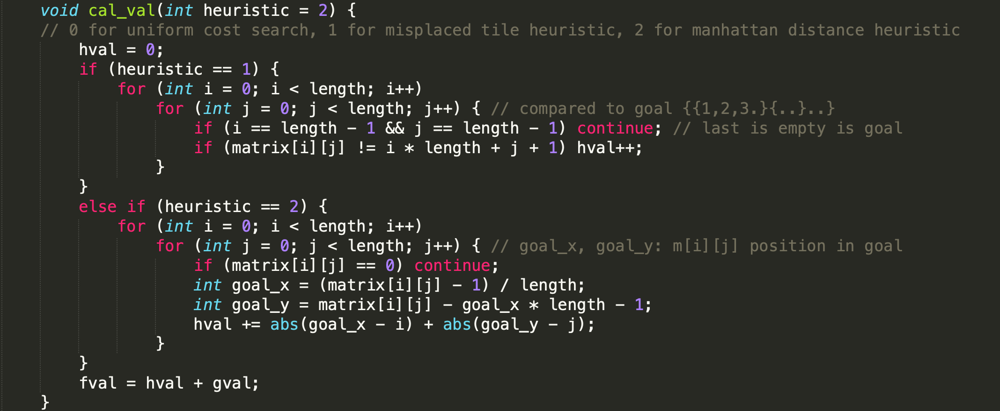 void cal_val(int heuristic = 2) {
// 0 for uniform cost search, 1 for misplaced tile heuristic, 2 for manhattan distance heuristic
    hval = 0;
    if (heuristic == 1) {
        for (int i = 0; i < length; i++)
            for (int j = 0; j < length; j++) { // compared to goal {{1,2,3.}{..}..}
                if (i == length - 1 && j == length - 1) continue; // last is empty is goal
                if (matrix[i][j] != i * length + j + 1) hval++;
            }
    }
    else if (heuristic == 2) {
        for (int i = 0; i < length; i++)
            for (int j = 0; j < length; j++) { // goal_x, goal_y: m[i][j] position in goal
                if (matrix[i][j] == 0) continue;
                int goal_x = (matrix[i][j] - 1) / length;
                int goal_y = matrix[i][j] - goal_x * length - 1;
                hval += abs(goal_x - i) + abs(goal_y - j);
            }
    }
    fval = hval + gval;
}